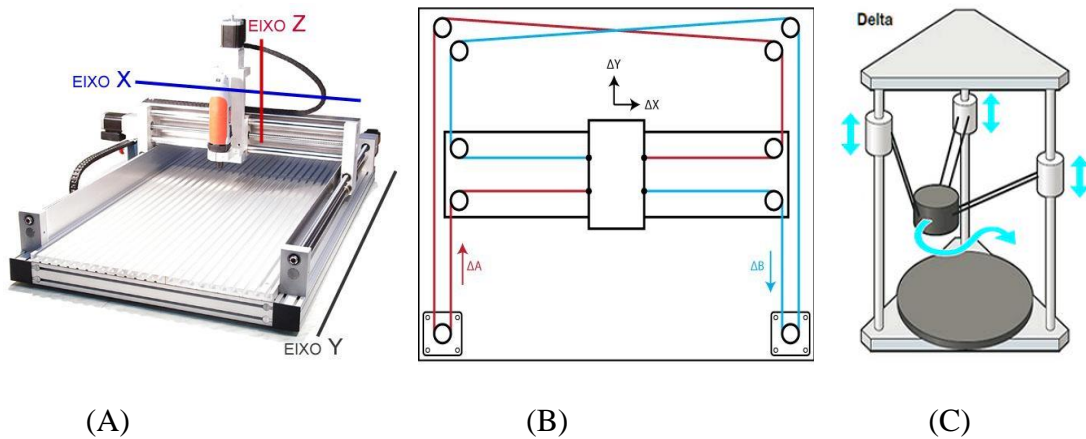 EIXO Z
EIXO X
EIXO Y
(A)
ΔY
ΔX
ΔA
ΔB
(B)
Delta
(C)